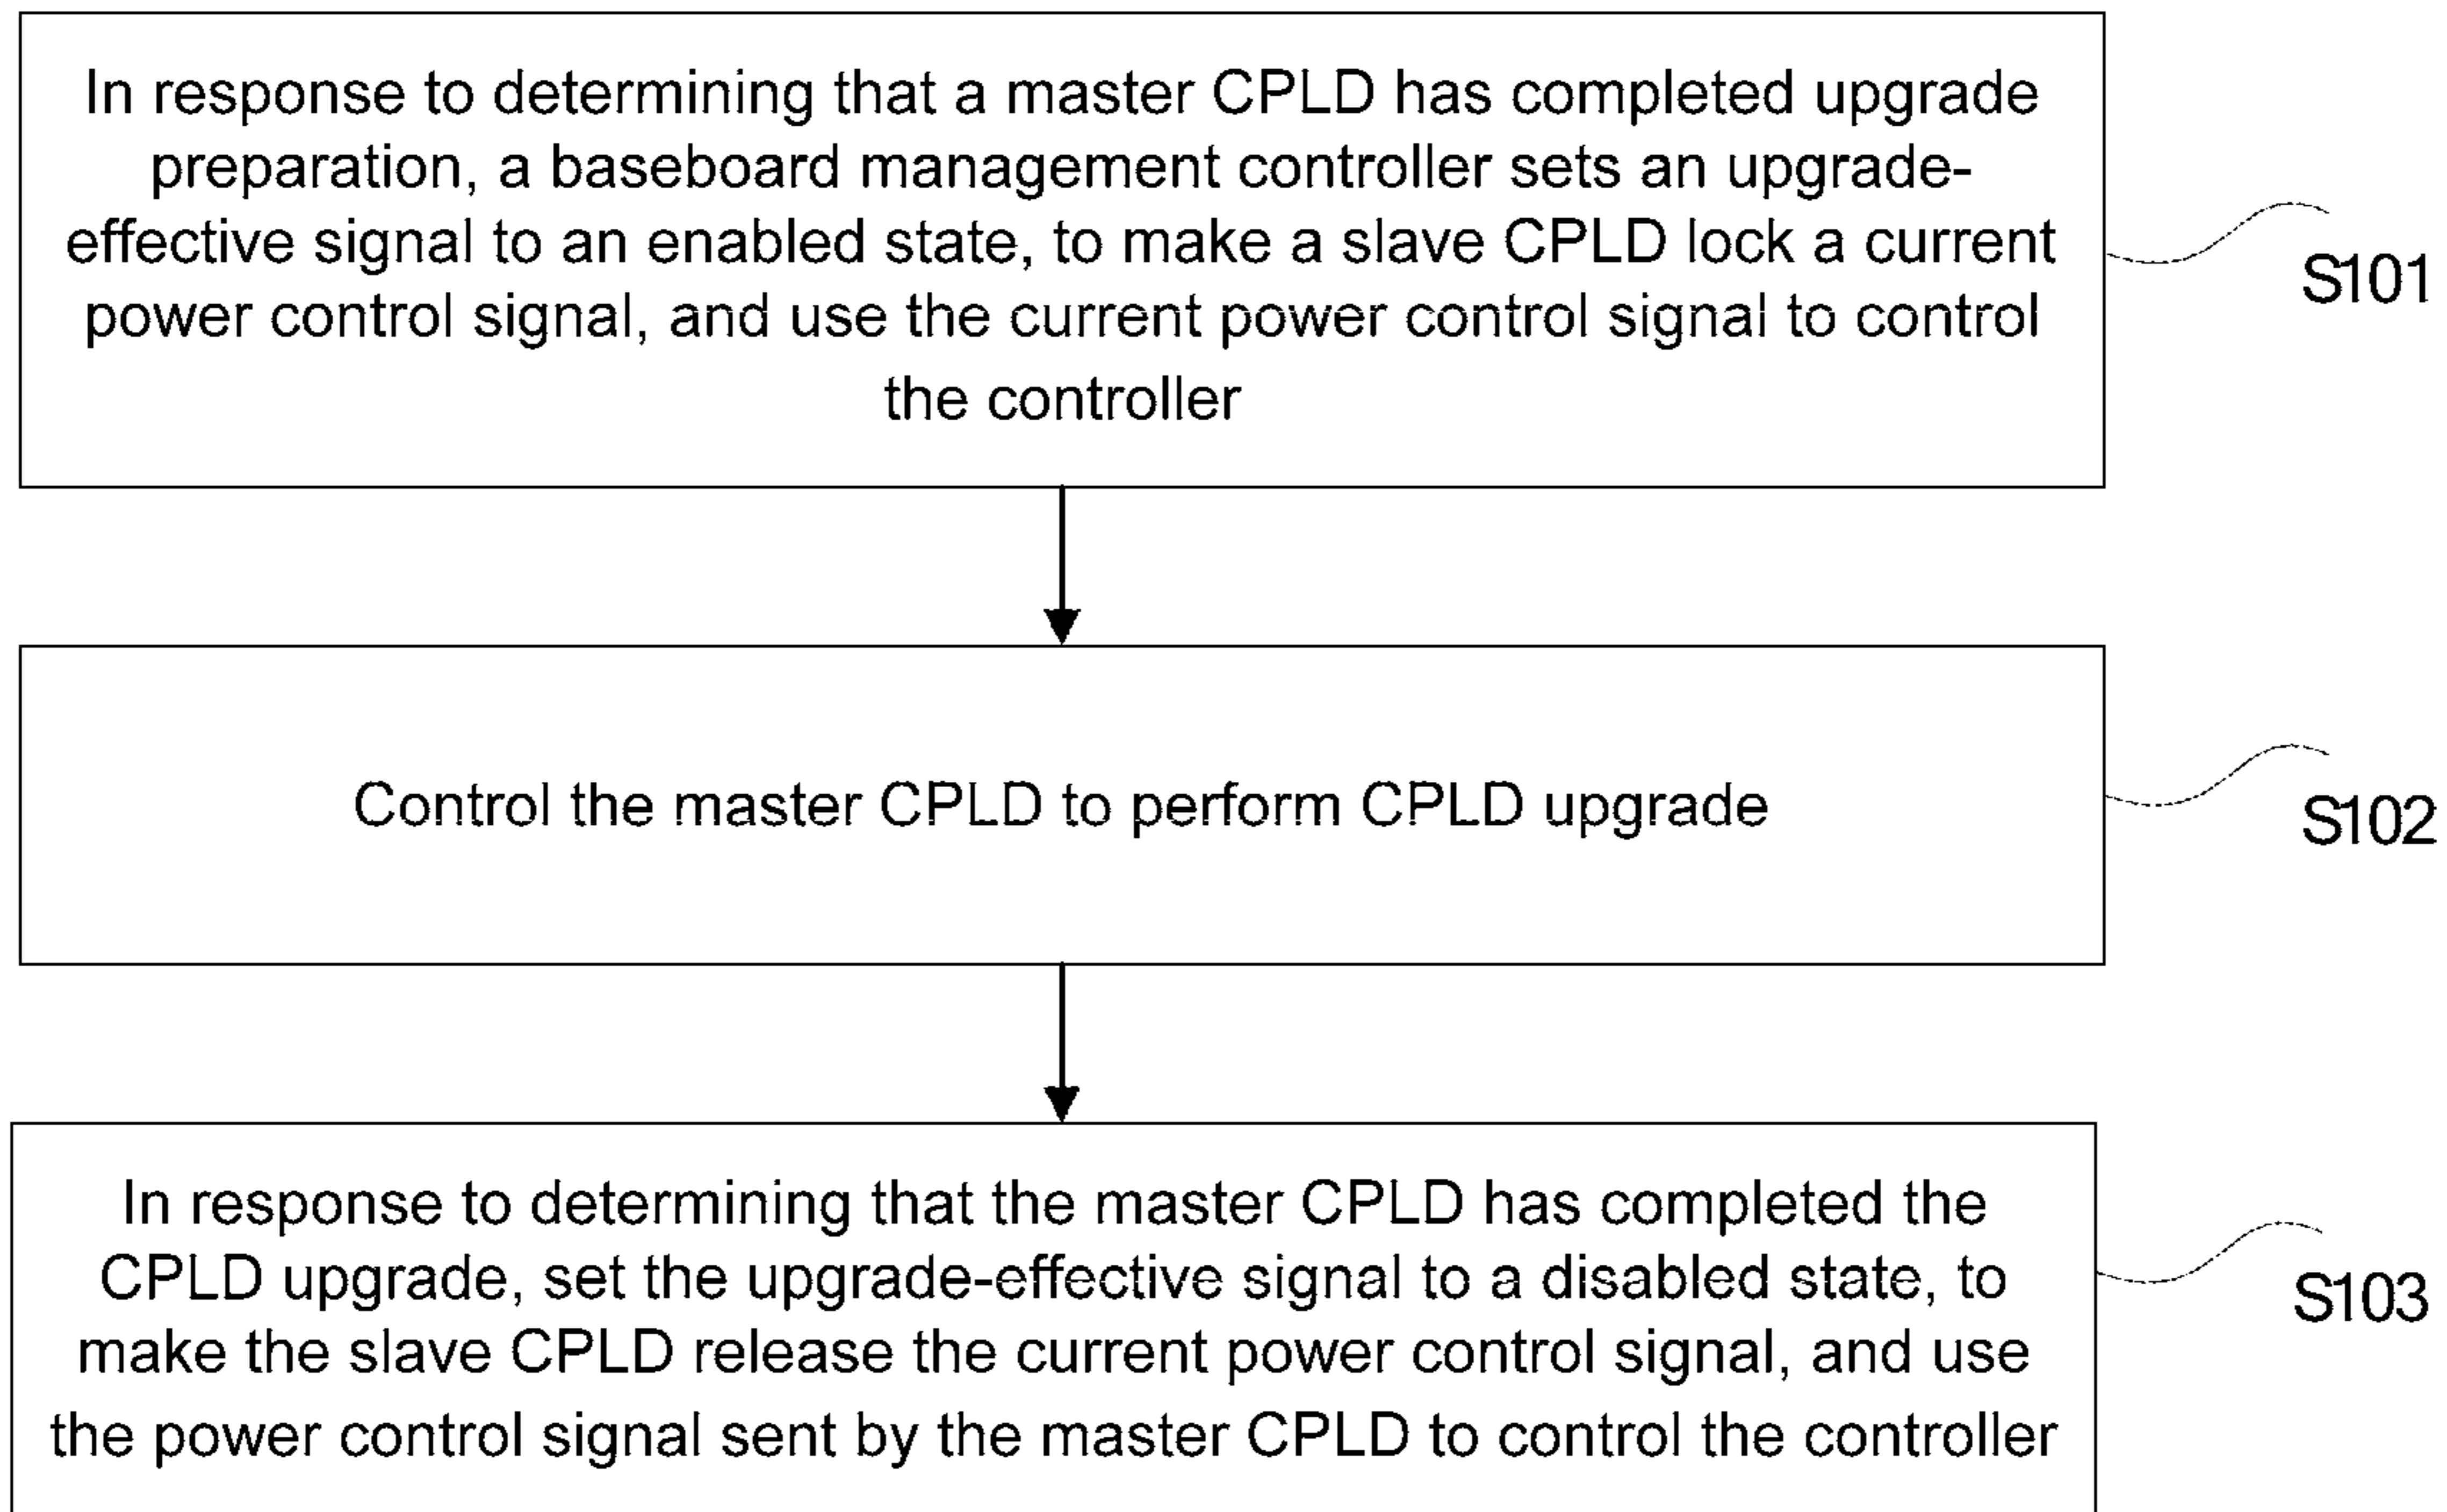 In response to determining that a master CPLD has completed upgrade
preparation, a baseboard management controller sets an upgrade-
effective signal to an enabled state, to make a slave CPLD lock a current
power control signal, and use the current power control signal to control
the controller
S101
Control the master CPLD to perform CPLD upgrade
S102
In response to determining that the master CPLD has completed the
CPLD upgrade, set the upgrade-effective signal to a disabled state, to
make the slave CPLD release the current power control signal, and use
the power control signal sent by the master CPLD to control the controller
S103